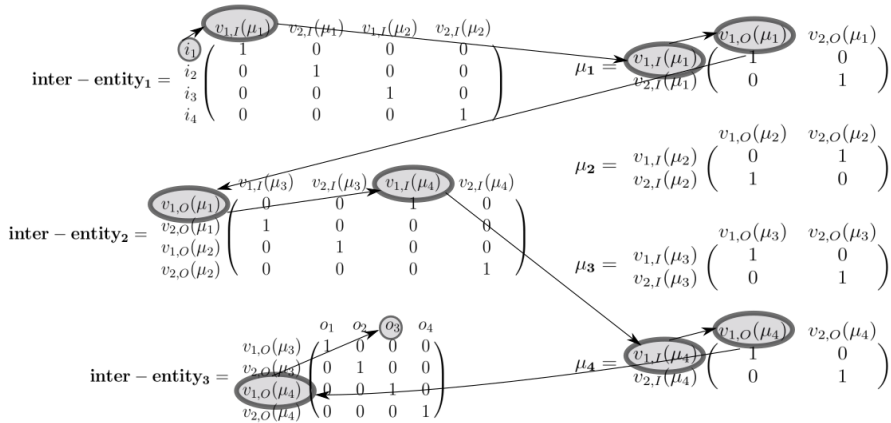 v₁,I(μ₁) v₂,I(μ₁) v₁,I(μ₂) v₂,I(μ₂)
inter − entity₁ =
i₁ 1 0 0 0
i₂ 0 1 0 0
i₃ 0 0 1 0
i₄ 0 0 0 1
v₁,O(μ₁) v₂,O(μ₁)
μ₁ =
v₁,I(μ₁) 1 0
v₂,I(μ₁) 0 1
v₁,O(μ₂) v₂,O(μ₂)
μ₂ =
v₁,I(μ₂) 0 1
v₂,I(μ₂) 1 0
v₁,I(μ₃) v₂,I(μ₃) v₁,I(μ₄) v₂,I(μ₄)
inter − entity₂ =
v₁,O(μ₁) 0 0 1 0
v₂,O(μ₁) 1 0 0 0
v₁,O(μ₂) 0 1 0 0
v₂,O(μ₂) 0 0 0 1
v₁,O(μ₃) v₂,O(μ₃)
μ₃ =
v₁,I(μ₃) 1 0
v₂,I(μ₃) 0 1
o₁ o₂ o₃ o₄
inter − entity₃ =
v₁,O(μ₃) 1 0 0 0
v₂,O(μ₃) 0 1 0 0
v₁,O(μ₄) 0 0 1 0
v₂,O(μ₄) 0 0 0 1
v₁,O(μ₄) v₂,O(μ₄)
μ₄ =
v₁,I(μ₄) 1 0
v₂,I(μ₄) 0 1